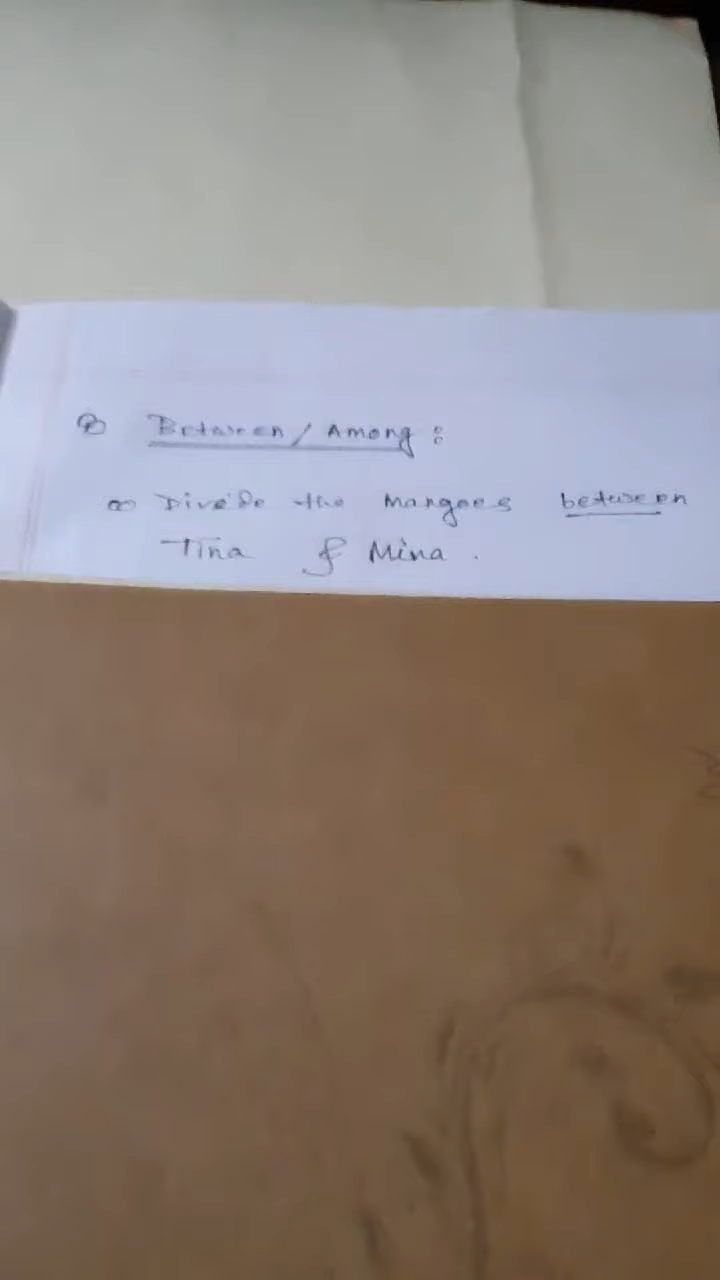 Between / Among :
∞ Divide the Mangoes between
Tina & Mina .